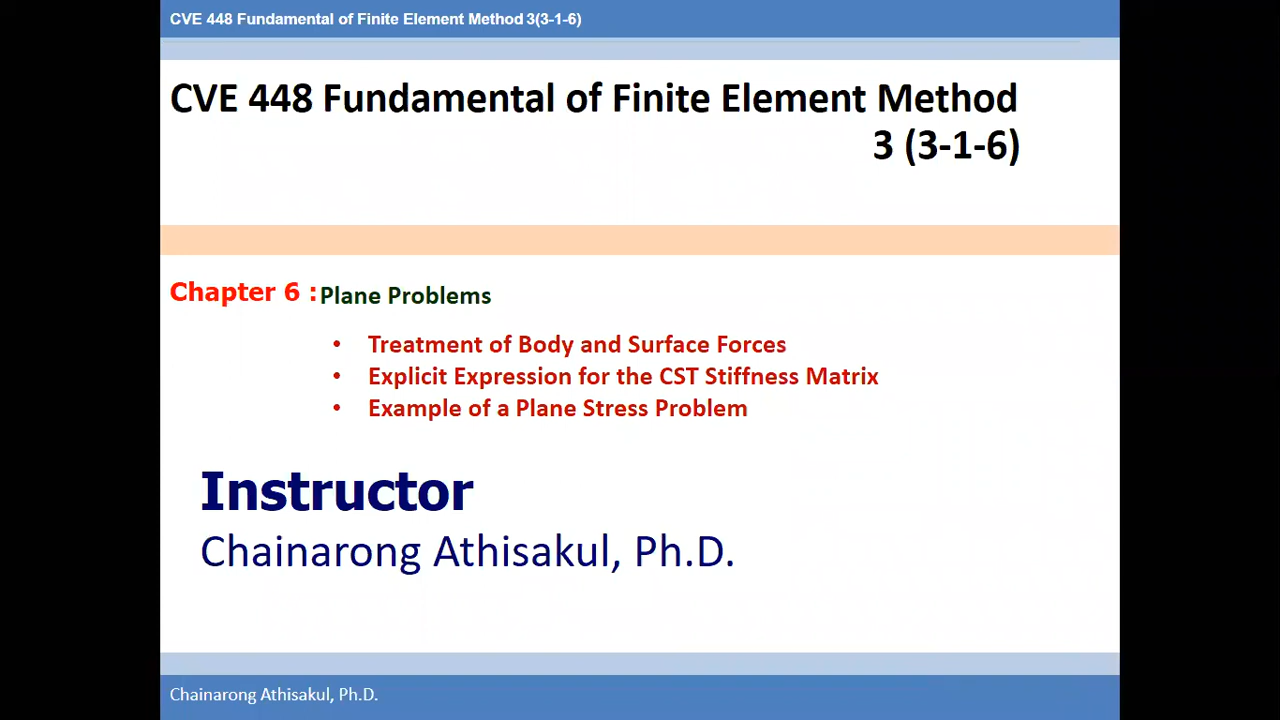 CVE 448 Fundamental of Finite Element Method 3(3-1-6)
CVE 448 Fundamental of Finite Element Method
3 (3-1-6)
Chapter 6 : Plane Problems
• Treatment of Body and Surface Forces
• Explicit Expression for the CST Stiffness Matrix
• Example of a Plane Stress Problem
Instructor
Chainarong Athisakul, Ph.D.
Chainarong Athisakul, Ph.D.